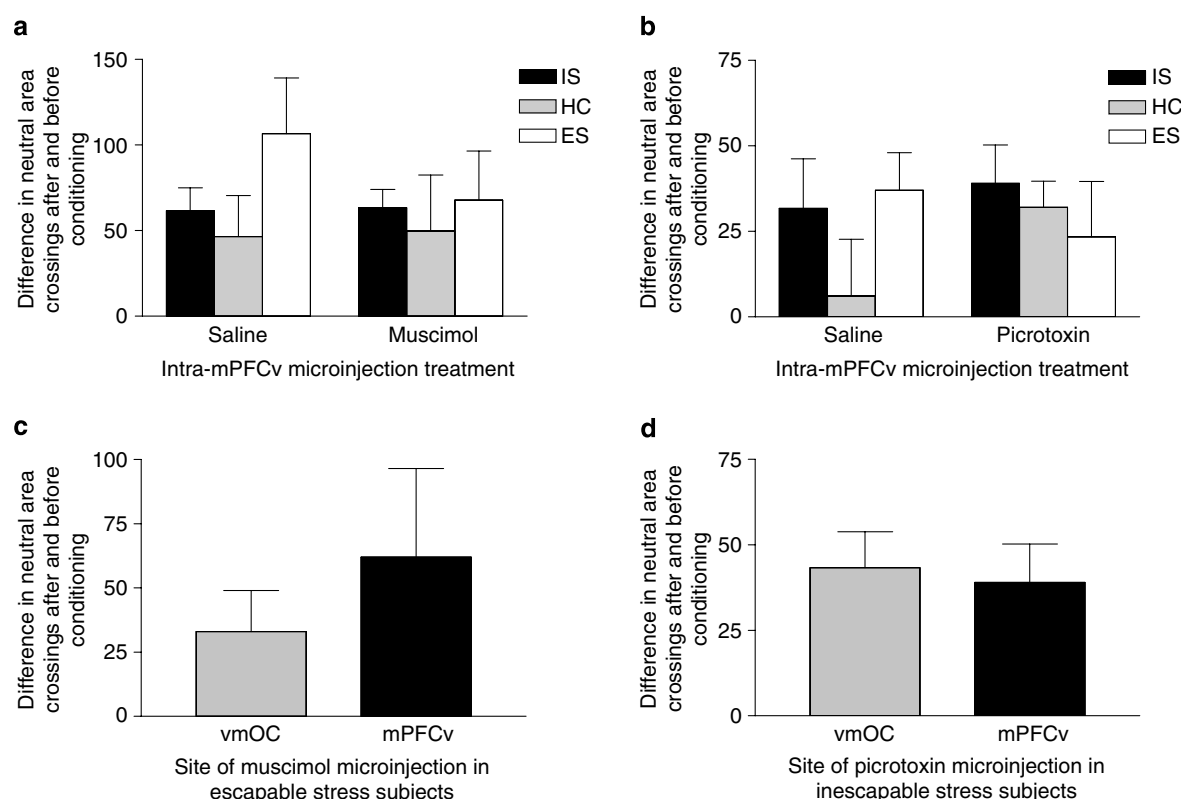 a
Difference in neutral area
crossings after and before
conditioning
150
100
50
0
IS
HC
ES
Saline
Muscimol
Intra-mPFCv microinjection treatment
b
Difference in neutral area
crossings after and before
conditioning
75
50
25
0
IS
HC
ES
Saline
Picrotoxin
Intra-mPFCv microinjection treatment
c
Difference in neutral area
crossings after and before
conditioning
100
75
50
25
0
vmOC
mPFCv
Site of muscimol microinjection in
escapable stress subjects
d
Difference in neutral area
crossings after and before
conditioning
75
50
25
0
vmOC
mPFCv
Site of picrotoxin microinjection in
inescapable stress subjects